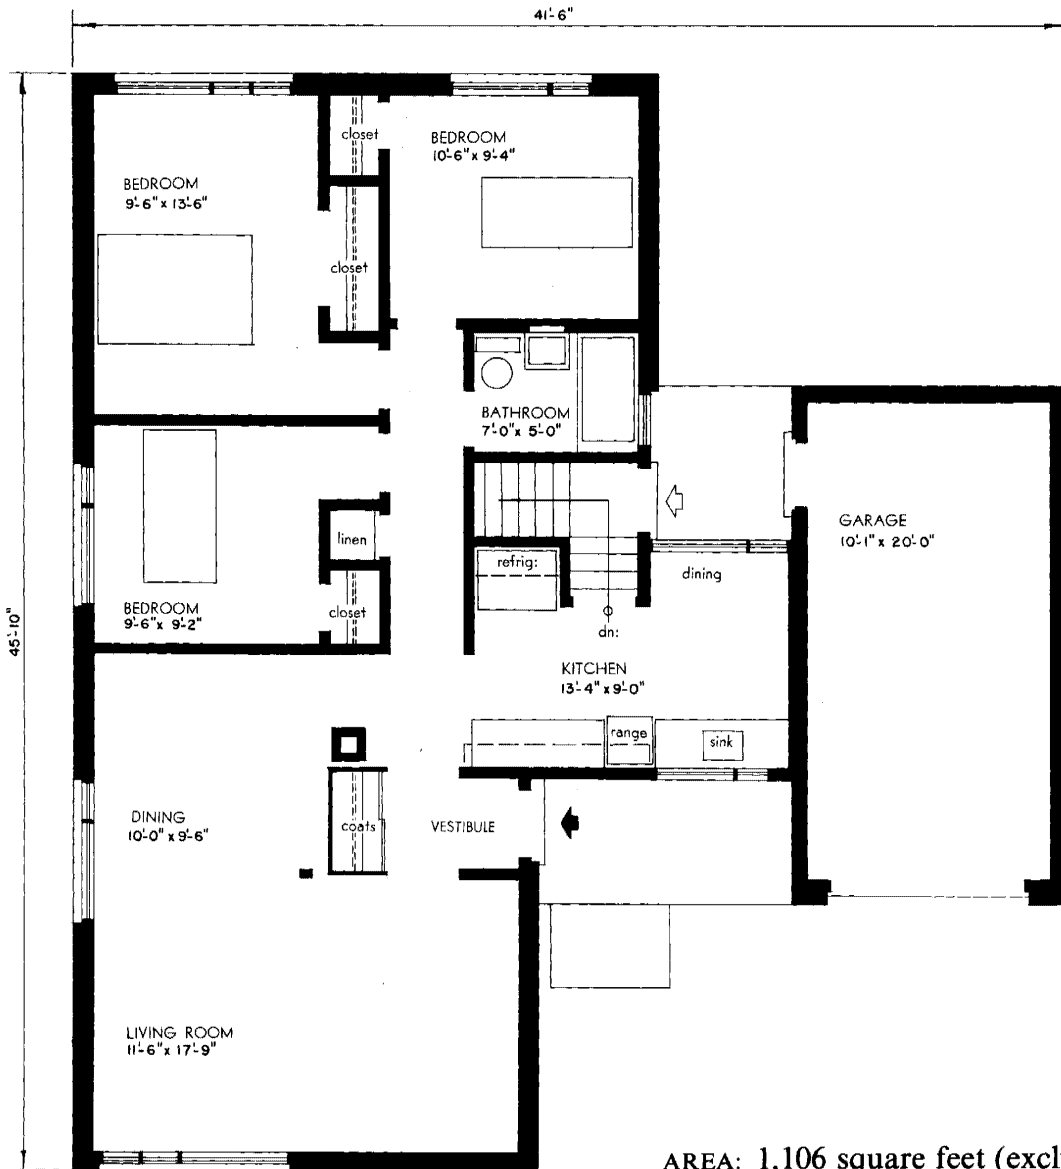 41'-6"
closet
BEDROOM
10'-6" x 9'-4"
BEDROOM
9'-6" x 13'-6"
closet
BATHROOM
7'-0" x 5'-0"
GARAGE
10'-1" x 20'-0"
linen
refrig:
dining
45'-10"
BEDROOM
9'-6" x 9'-2"
closet
dn:
KITCHEN
13'-4" x 9'-0"
range
sink
DINING
10'-0" x 9'-6"
coats
VESTIBULE
LIVING ROOM
11'-6" x 17'-9"
AREA: 1,106 square feet (excl